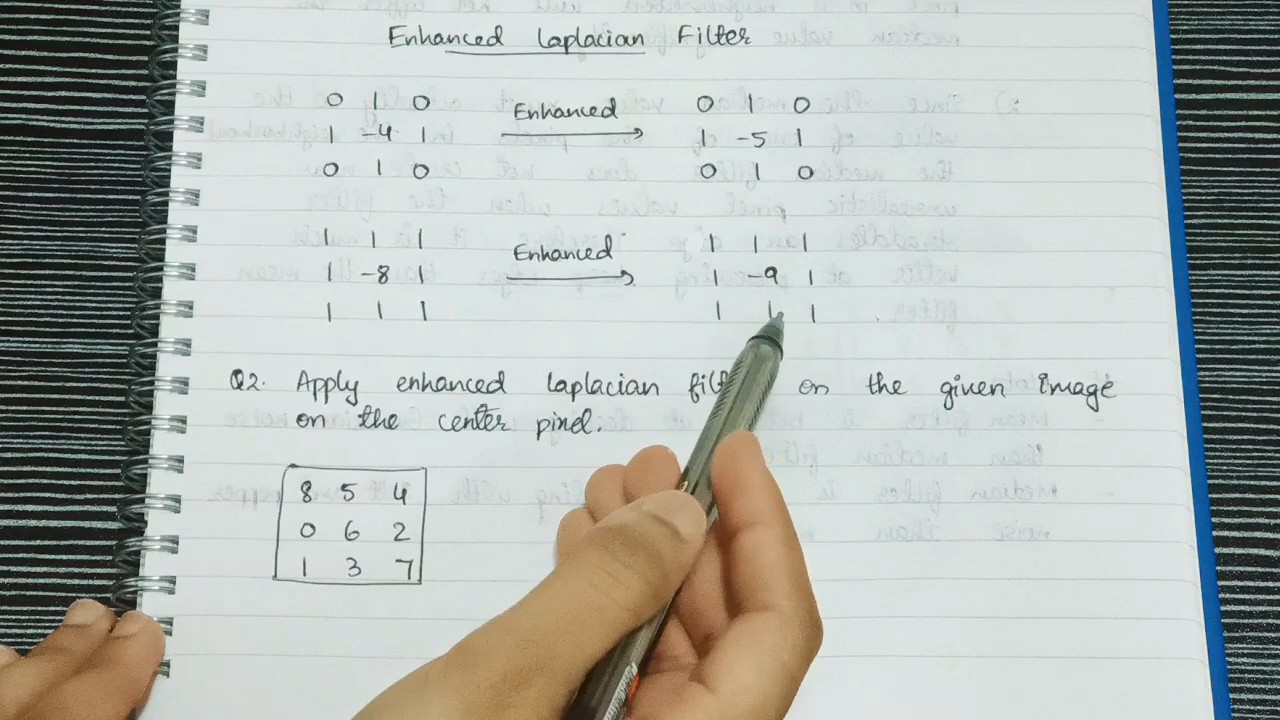 Enhanced Laplacian Filter
0 1 0 Enhanced 0 1 0
1 -4 1 1 -5 1
0 1 0 0 1 0
1 1 1 Enhanced 1 1 1
1 -8 1 1 -9 1
1 1 1 1 1 1
Q2. Apply enhanced laplacian on the given image
on the center pixel.
8 5 4
0 6 2
1 3 7